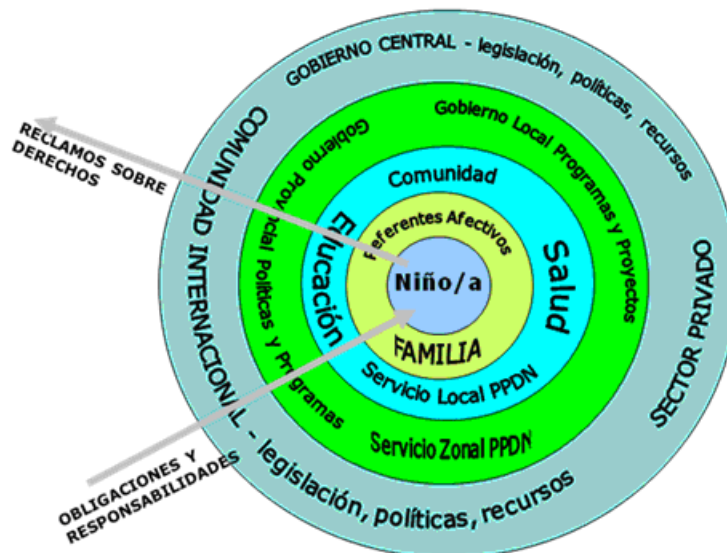 GOBIERNO CENTRAL - legislación, políticas, recursos
COMUNIDAD INTERNACIONAL - legislación, políticas, recursos
SECTOR PRIVADO
Gobierno Local Programas y Proyectos
Gobierno Provincial Políticas y Programas
Servicio Zonal PPDN
Comunidad
Educación
Salud
Servicio Local PPDN
Referentes Afectivos
FAMILIA
Niño/a
RECLAMOS SOBRE
DERECHOS
OBLIGACIONES Y
RESPONSABILIDADES